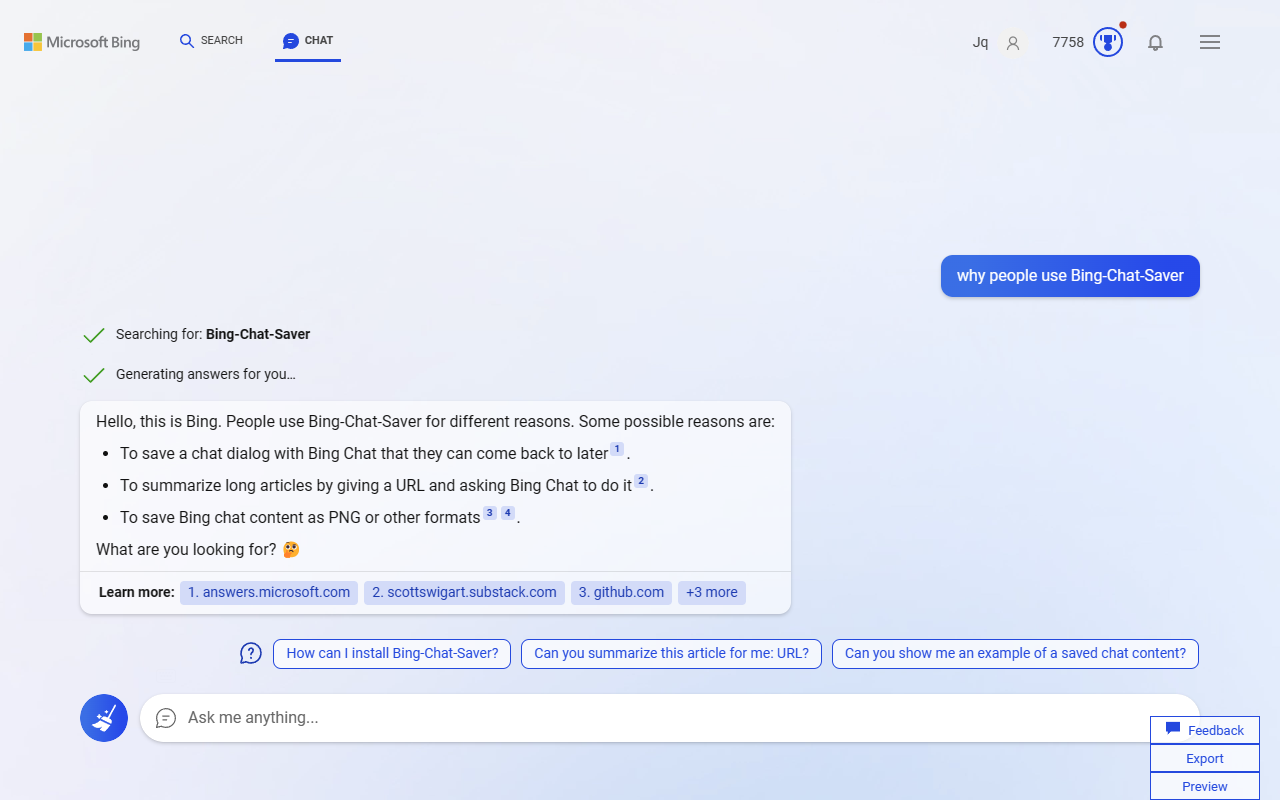 Microsoft Bing SEARCH CHAT Jq 7758
why people use Bing-Chat-Saver
Searching for: Bing-Chat-Saver
Generating answers for you…
Hello, this is Bing. People use Bing-Chat-Saver for different reasons. Some possible reasons are:
• To save a chat dialog with Bing Chat that they can come back to later 1 .
• To summarize long articles by giving a URL and asking Bing Chat to do it 2 .
• To save Bing chat content as PNG or other formats 3 4 .
What are you looking for? 🤔
Learn more: 1. answers.microsoft.com 2. scottswigart.substack.com 3. github.com +3 more
How can I install Bing-Chat-Saver? Can you summarize this article for me: URL? Can you show me an example of a saved chat content?
Ask me anything...
Feedback
Export
Preview